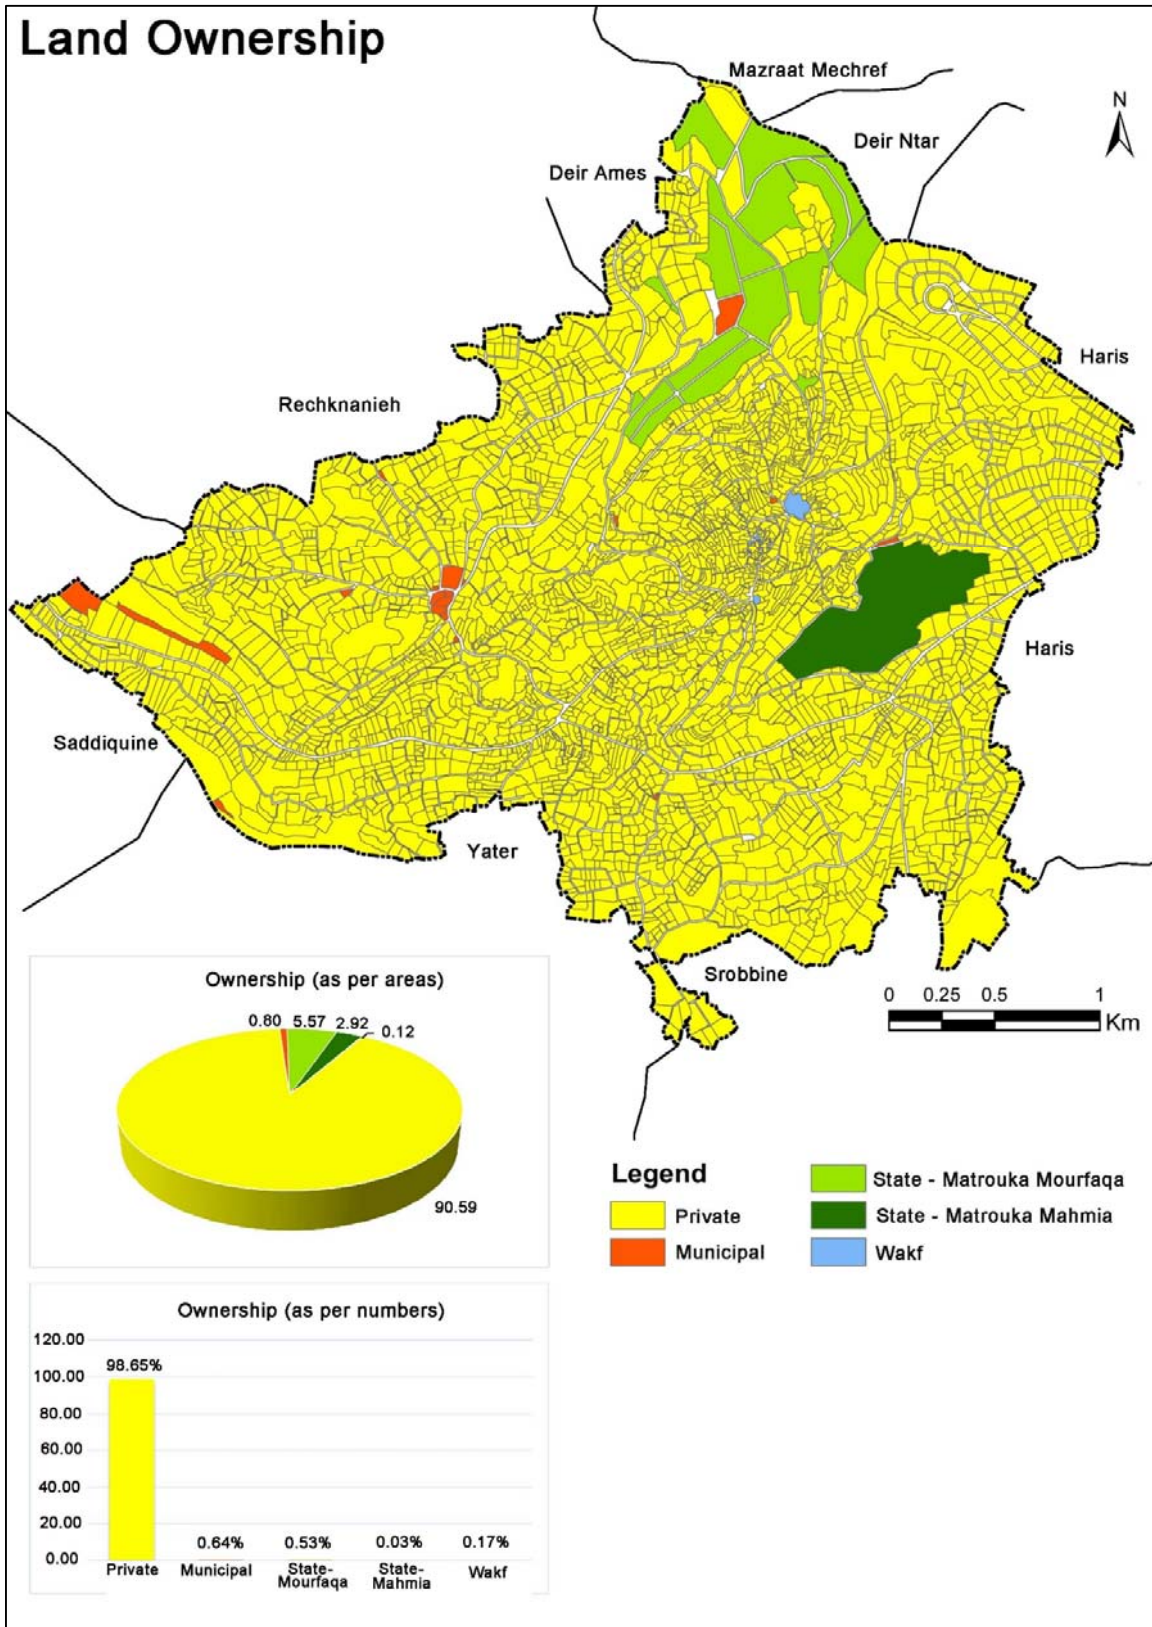 Land Ownership
Mazraat Mechref
N
Deir Ntar
Deir Ames
Haris
Rechknanieh
Haris
Saddiquine
Yater
Srobbine
0 0.25 0.5 1
Km
Ownership (as per areas)
0.80 5.57 2.92 0.12
90.59
Legend
Private
Municipal
State - Matrouka Mourfaqa
State - Matrouka Mahmia
Wakf
Ownership (as per numbers)
120.00
100.00
80.00
60.00
40.00
20.00
0.00
98.65%
0.64%
0.53%
0.03%
0.17%
Private
Municipal
State-
Mourfaqa
State-
Mahmia
Wakf